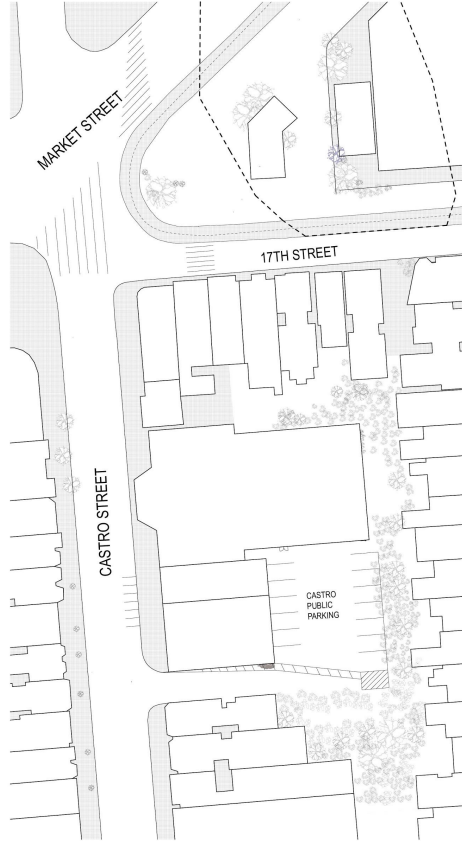 MARKET STREET
17TH STREET
CASTRO STREET
CASTRO
PUBLIC
PARKING